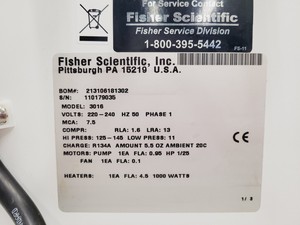 For Service Contact
Fisher Scientific
Fisher Service Division
1-800-395-5442
FS-11
Fisher Scientific, Inc.
Pittsburgh PA 15219 U.S.A.
BOM#: 213106181302
S/N: 110179035
MODEL: 3016
VOLTS: 220-240 HZ 50 PHASE 1
MCA: 7.5
COMPR: RLA: 1.6 LRA: 13
HI PRESS: 125-145 LOW PRESS: 11
CHARGE: R134A AMOUNT 5.5 OZ AMBIENT 20C
MOTORS: PUMP 1EA FLA: 0.95 HP 1/25
FAN 1EA FLA: 0.1
HEATERS: 1EA FLA: 4.5 1000 WATTS